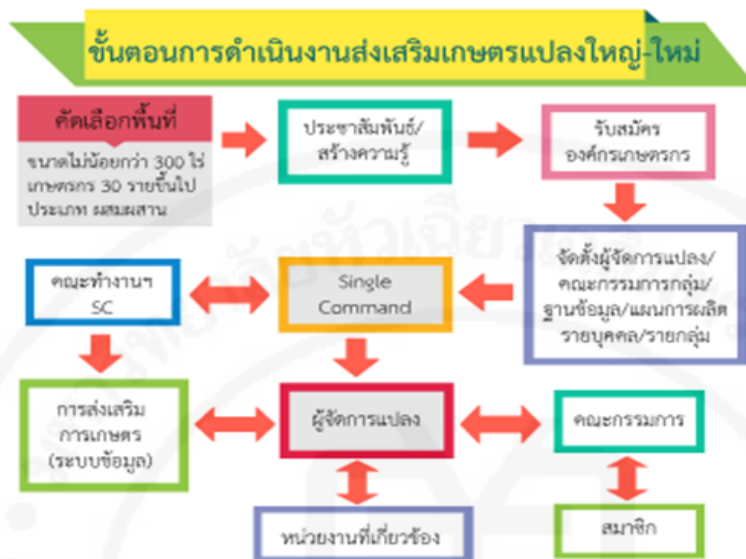 ขั้นตอนการดำเนินงานส่งเสริมเกษตรแปลงใหญ่-ใหม่
คัดเลือกพื้นที่
ขนาดไม่น้อยกว่า 300 ไร่
เกษตรกร 30 รายขึ้นไป
ประเภท ผสมผสาน
ประชาสัมพันธ์/
สร้างความรู้
รับสมัคร
องค์กรเกษตรกร
จัดตั้งผู้จัดการแปลง/
คณะกรรมการกลุ่ม/
ฐานข้อมูล/แผนการผลิต
รายบุคคล/รายกลุ่ม
Single
Command
คณะทำงานฯ
SC
การส่งเสริม
การเกษตร
(ระบบข้อมูล)
ผู้จัดการแปลง
คณะกรรมการ
หน่วยงานที่เกี่ยวข้อง
สมาชิก